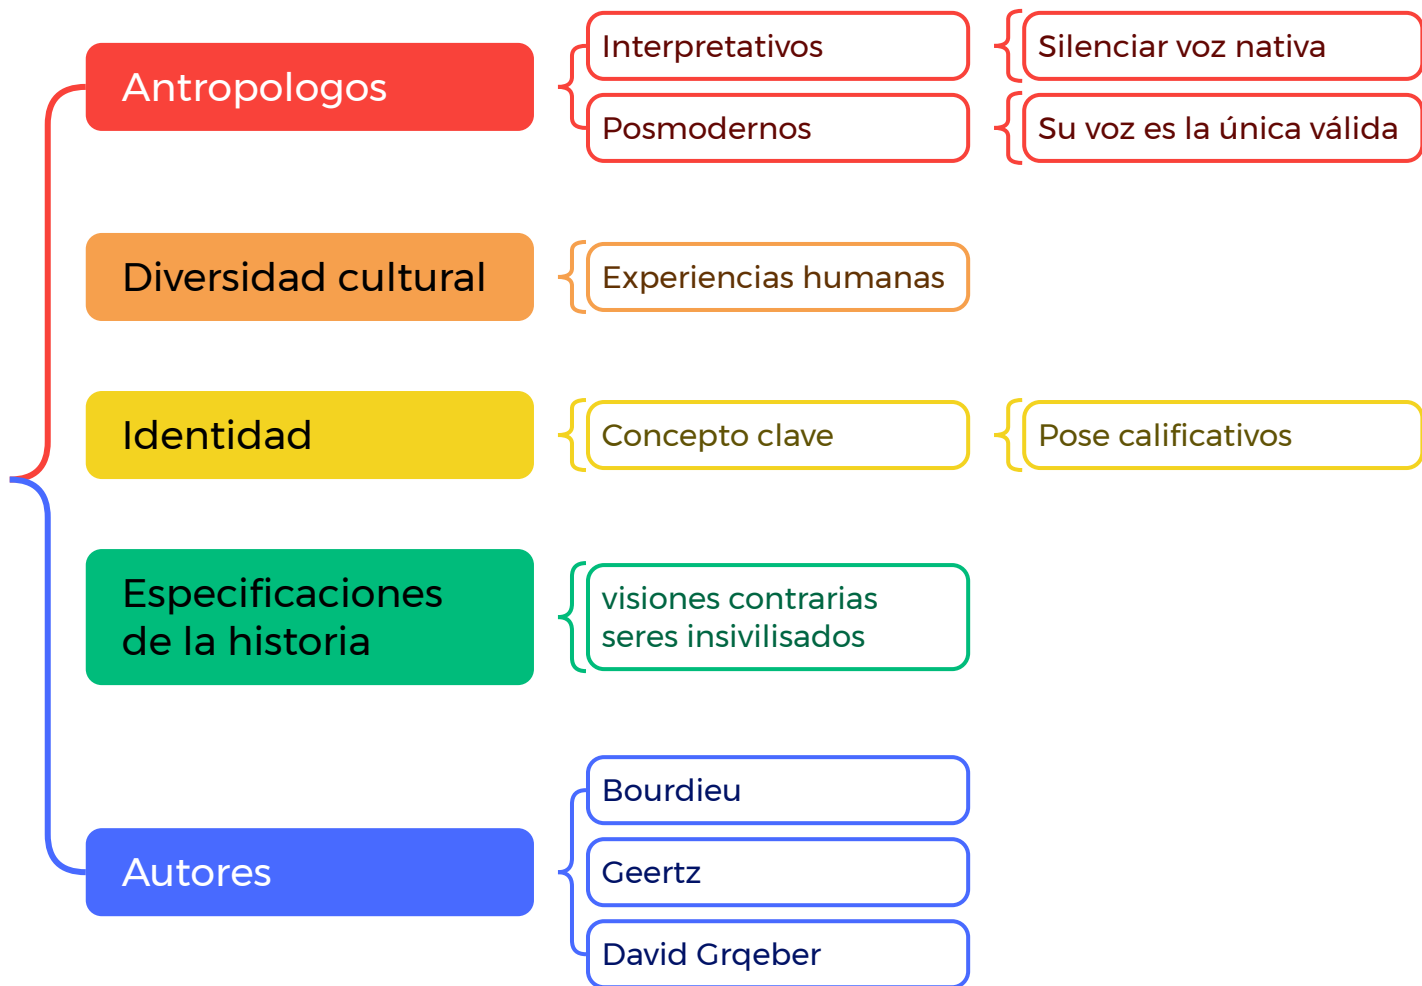 Antropologos
Interpretativos
Silenciar voz nativa
Posmodernos
Su voz es la única válida
Diversidad cultural
Experiencias humanas
Identidad
Concepto clave
Pose calificativos
Especificaciones
de la historia
visiones contrarias
seres insivilisados
Autores
Bourdieu
Geertz
David Grqeber